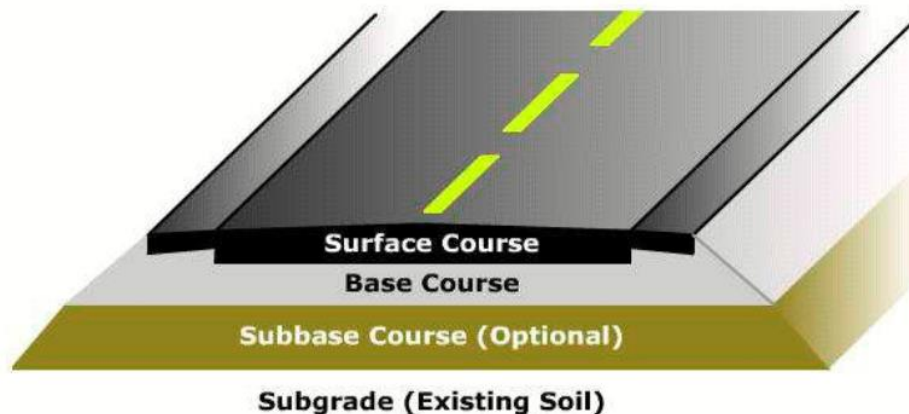 Surface Course
Base Course
Subbase Course (Optional)
Subgrade (Existing Soil)